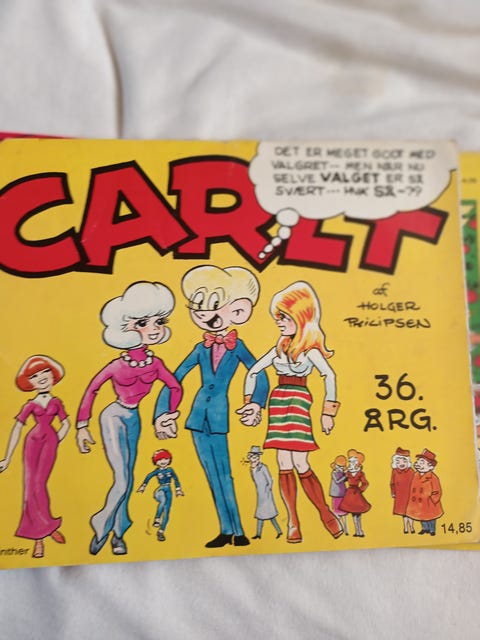 DET ER MEGET GODT MED
VALGRET-- MEN NÅR NU
SELVE VALGET ER SÅ
SVÆRT--- HVA' SÅ-??
CARLT
af
HOLGER
PHILIPSEN
36.
ÅRG.
14,85